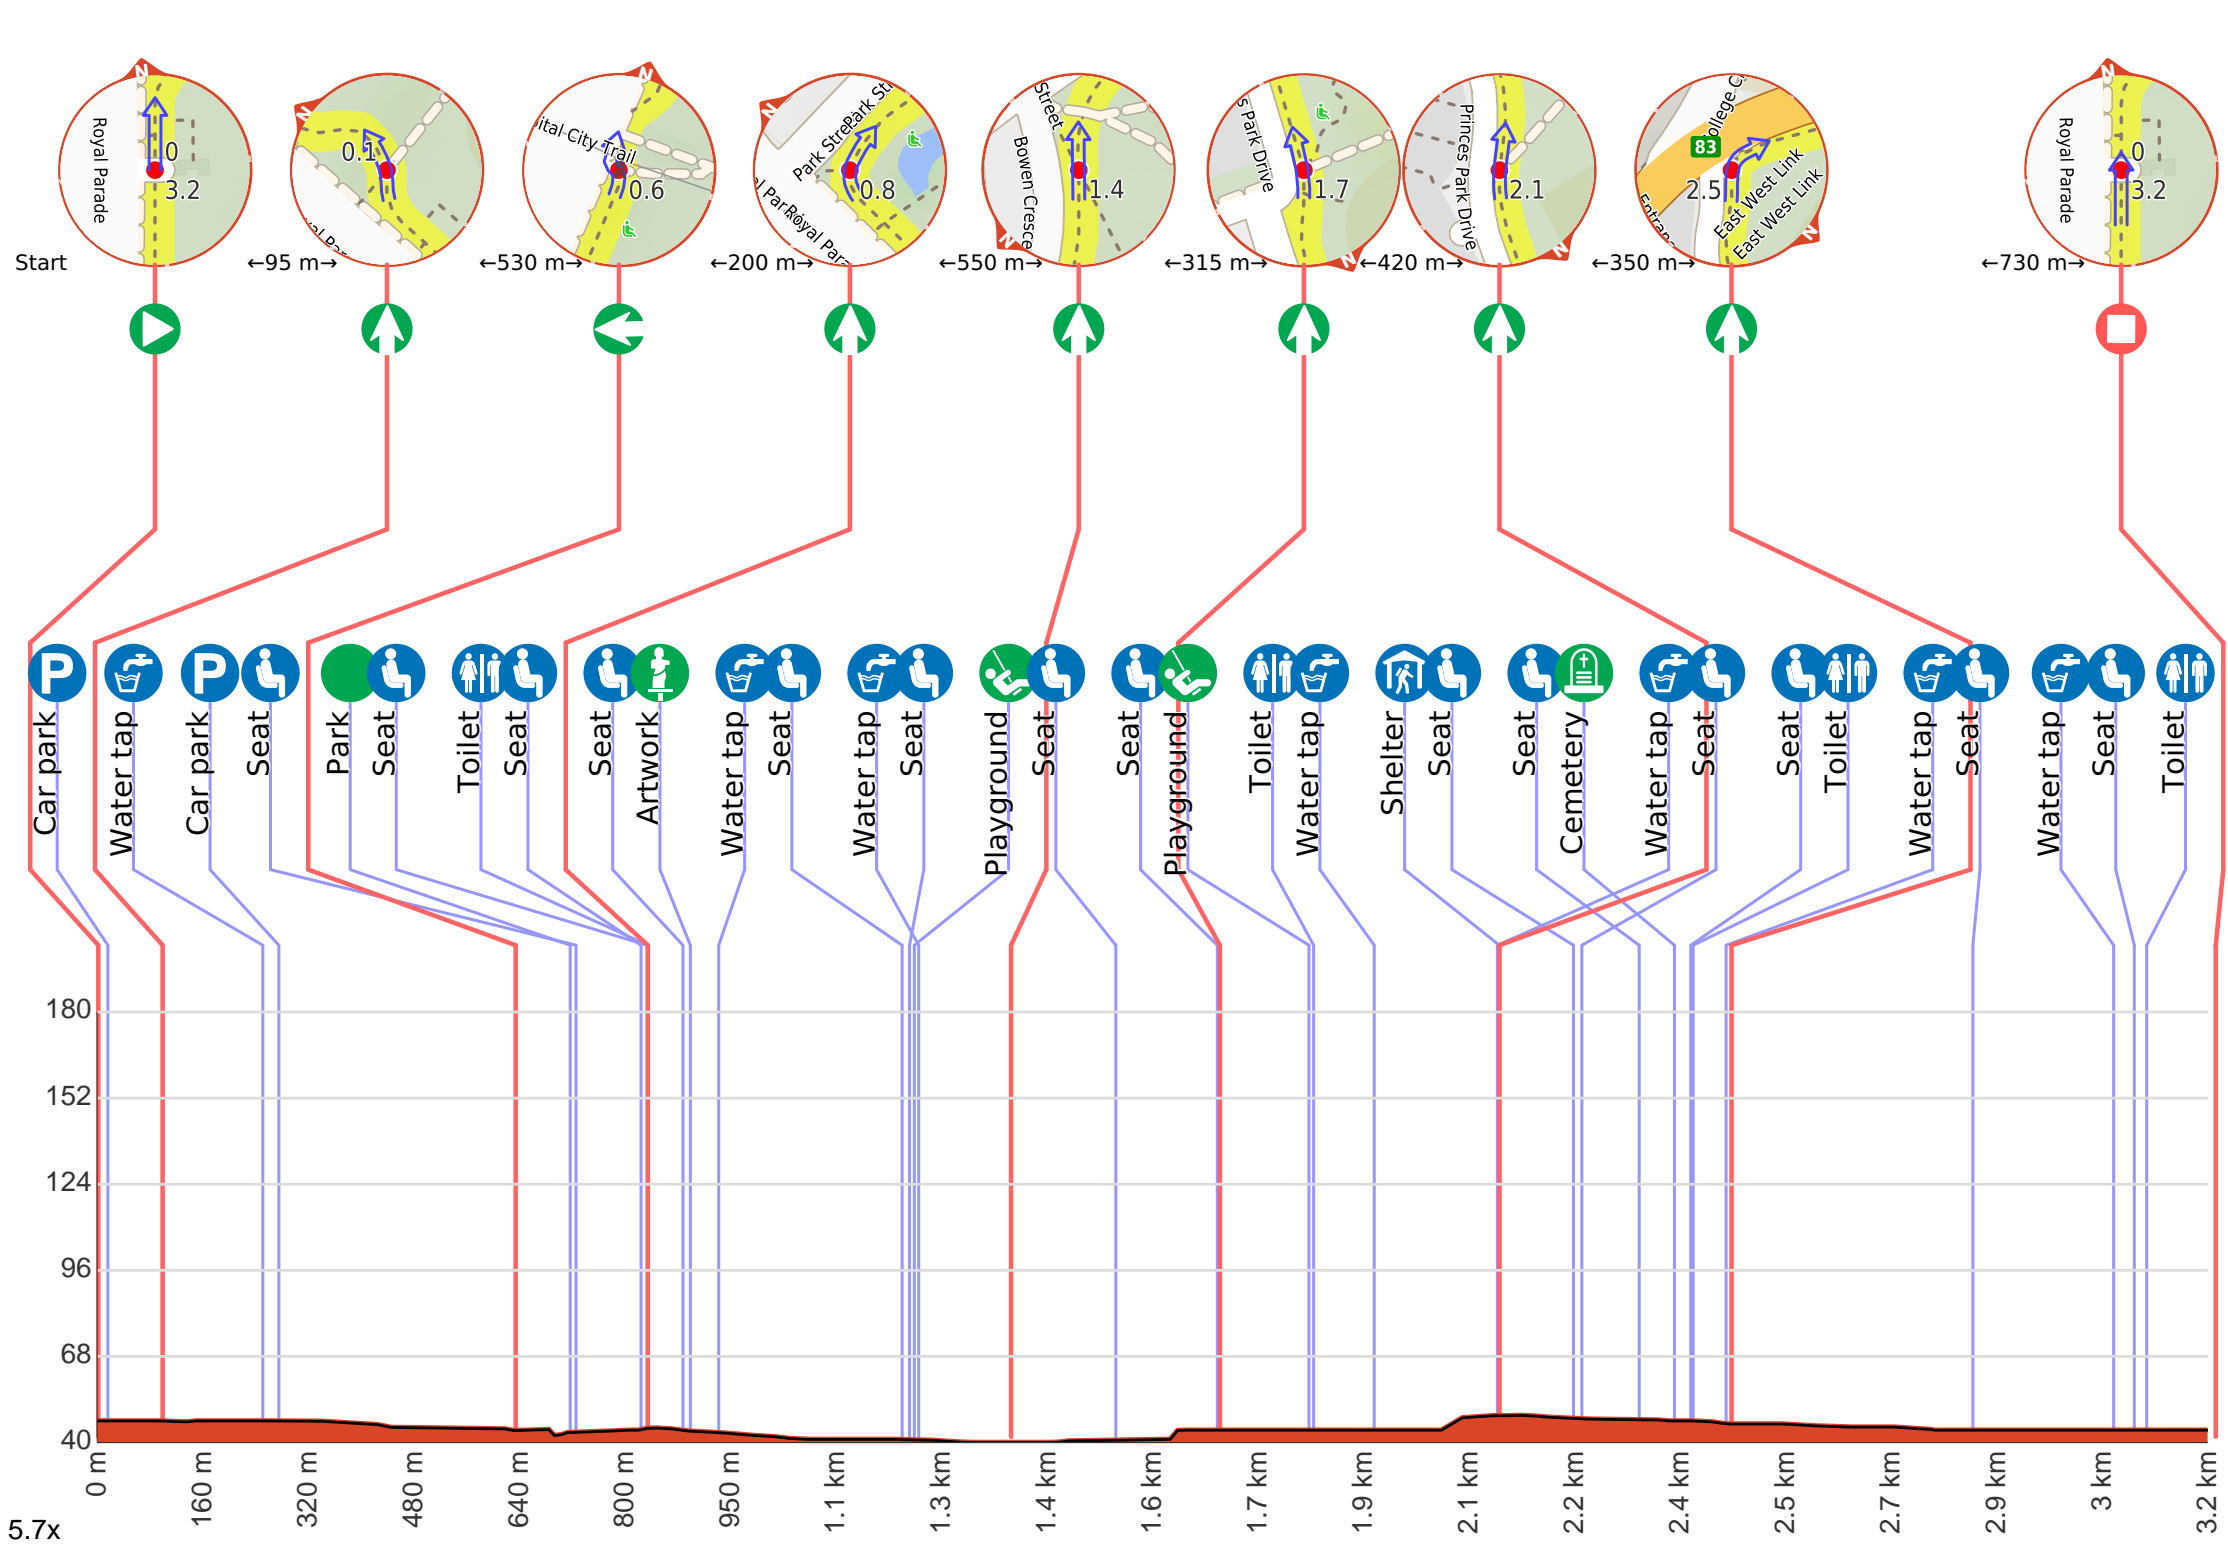 N
Royal Parade
0
3.2
N
0.1
N
ital City Trail
0.6
N
Park Street
Park St
Royal Para
0.8
Street
Bowen Cresce
1.4
N
s Park Drive
1.7
N
Princes Park Drive
2.1
N
College C
83
2.5
East West Link
East West Link
Entrance
N
N
Royal Parade
0
3.2
Start
←95 m→
←530 m→
←200 m→
←550 m→
←315 m→
←420 m→
←350 m→
←730 m→
P
P
Car park
Water tap
Car park
Seat
Park
Seat
Toilet
Seat
Seat
Artwork
Water tap
Seat
Water tap
Seat
Playground
Seat
Seat
Playground
Toilet
Water tap
Shelter
Seat
Seat
Cemetery
Water tap
Seat
Seat
Toilet
Water tap
Seat
Water tap
Seat
Toilet
180
152
124
96
68
40
0 m
160 m
320 m
480 m
640 m
800 m
950 m
1.1 km
1.3 km
1.4 km
1.6 km
1.7 km
1.9 km
2.1 km
2.2 km
2.4 km
2.5 km
2.7 km
2.9 km
3 km
3.2 km
5.7x